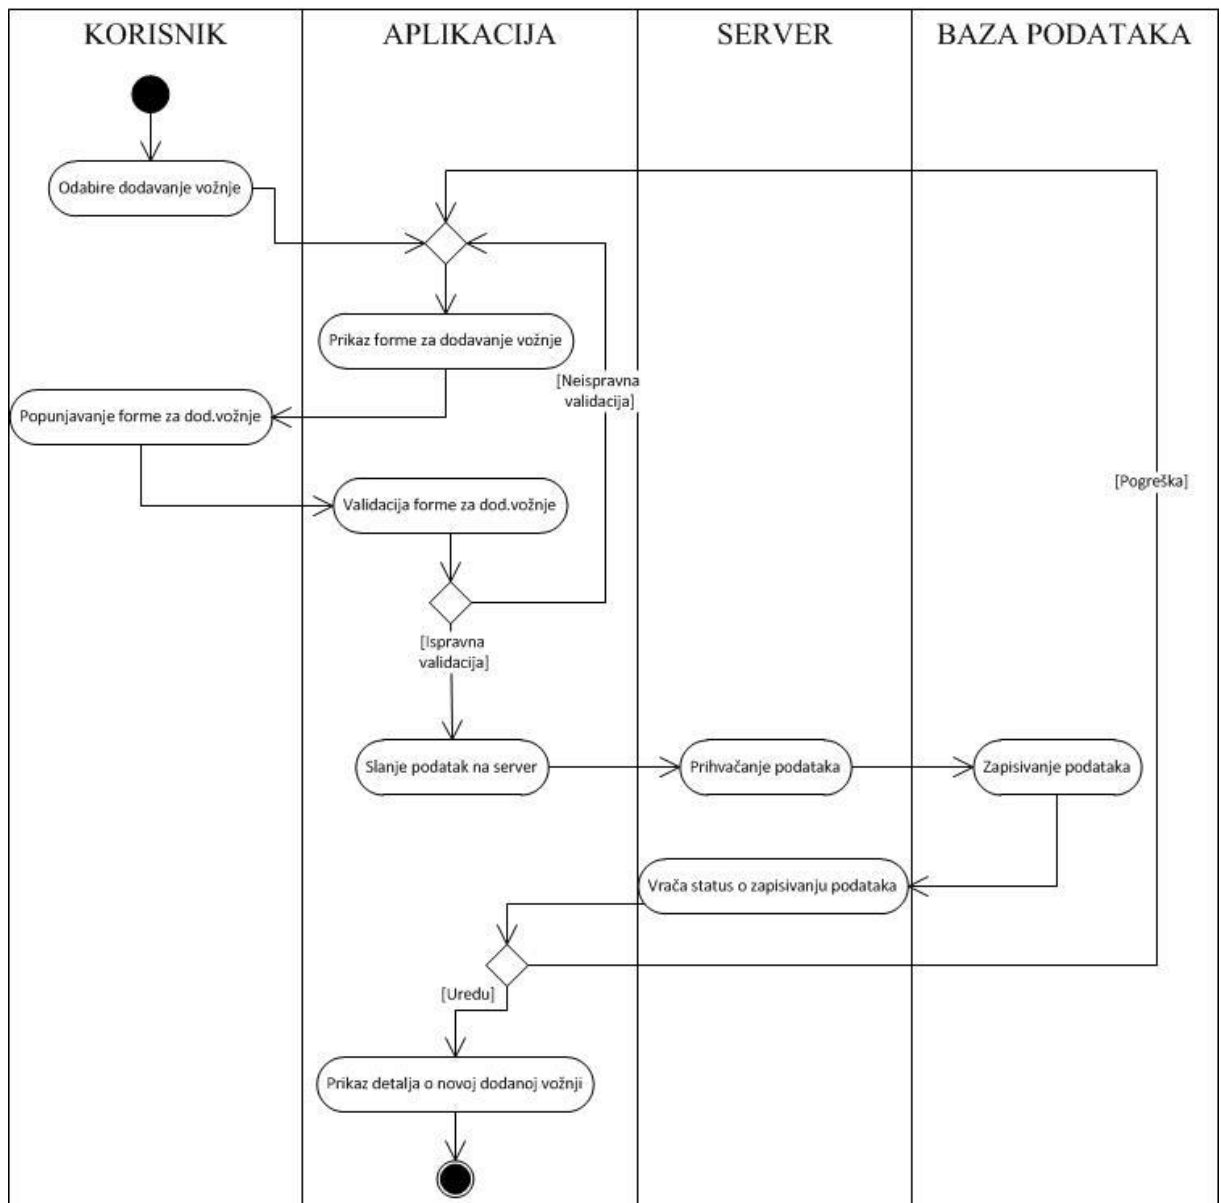 KORISNIK
APLIKACIJA
SERVER
BAZA PODATAKA
Odabire dodavanje vožnje
Prikaz forme za dodavanje vožnje
[Neispravna
validacija]
Popunjavanje forme za dod.vožnje
[Pogreška]
Validacija forme za dod.vožnje
[Ispravna
validacija]
Slanje podatak na server
Prihvačanje podataka
Zapisivanje podataka
Vrača status o zapisivanju podataka
[Uredu]
Prikaz detalja o novoj dodanoj vožnji